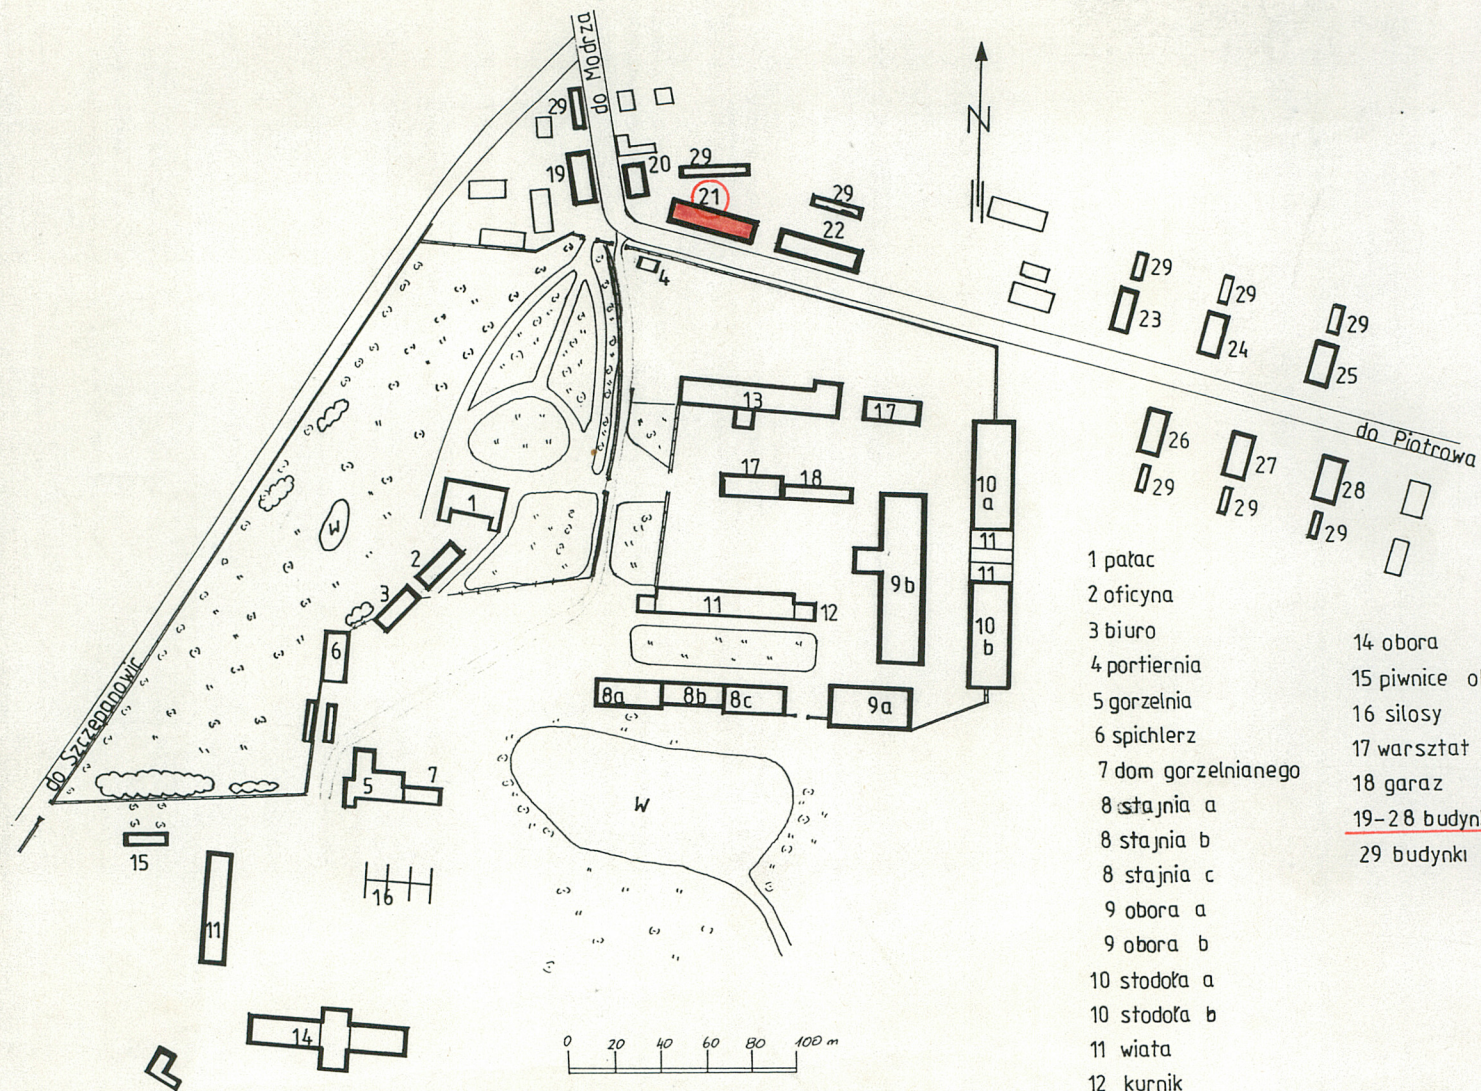 do Modrza
N
29
19
20
29
21
29
22
4
29
23
29
24
29
25
do Piotrowa
26
29
27
29
28
29
13
17
17
18
10
a
11
11
10
b
9b
1
2
3
W
6
11
12
8a
8b
8c
9a
do Szczepanowic
5
7
W
15
16
11
14
0 20 40 60 80 100 m
1 pałac
2 oficyna
3 biuro
4 portiernia
5 gorzelnia
6 spichlerz
7 dom gorzelnianego
8 stajnia a
8 stajnia b
8 stajnia c
9 obora a
9 obora b
10 stodoła a
10 stodoła b
11 wiata
12 kurnik
14 obora
15 piwnice
16 silosy
17 warsztat
18 garaz
19-28
29 budynki